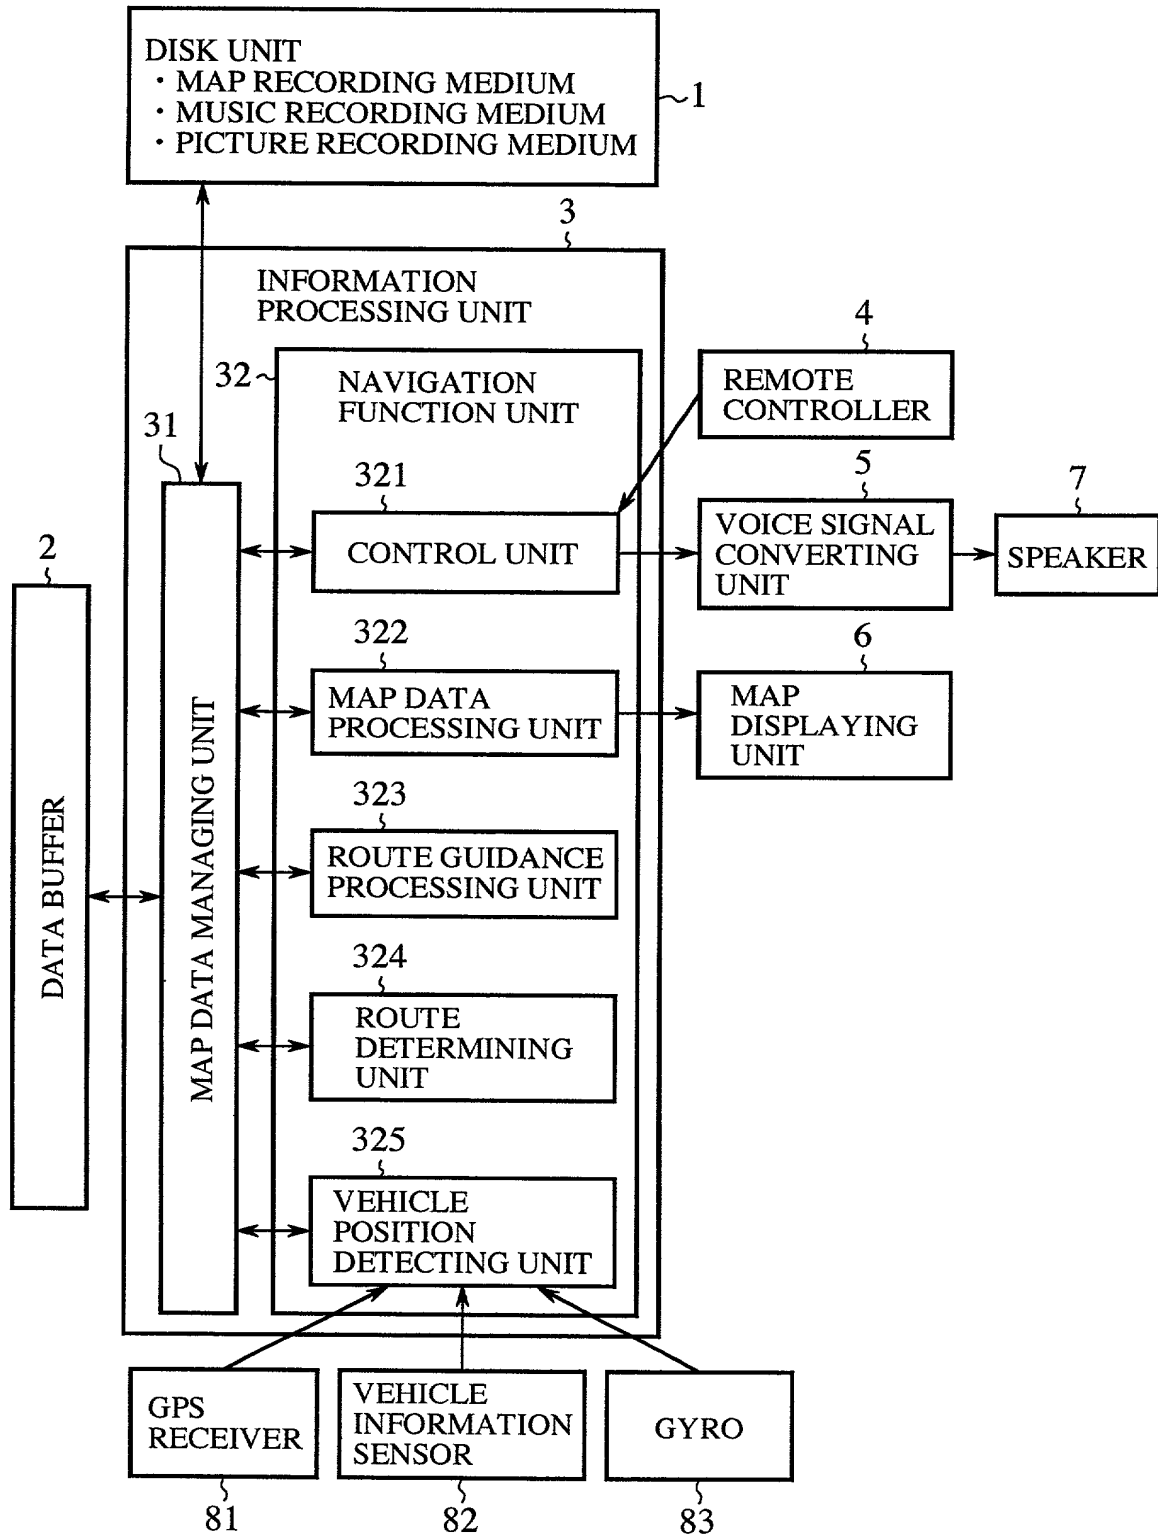 DISK UNIT
・MAP RECORDING MEDIUM
・MUSIC RECORDING MEDIUM
・PICTURE RECORDING MEDIUM
1
3
INFORMATION
PROCESSING UNIT
32
NAVIGATION
FUNCTION UNIT
4
REMOTE
CONTROLLER
31
321
CONTROL UNIT
5
VOICE SIGNAL
CONVERTING
UNIT
7
SPEAKER
2
DATA BUFFER
MAP DATA MANAGING UNIT
322
MAP DATA
PROCESSING UNIT
6
MAP
DISPLAYING
UNIT
323
ROUTE GUIDANCE
PROCESSING UNIT
324
ROUTE
DETERMINING
UNIT
325
VEHICLE
POSITION
DETECTING UNIT
GPS
RECEIVER
81
VEHICLE
INFORMATION
SENSOR
82
GYRO
83